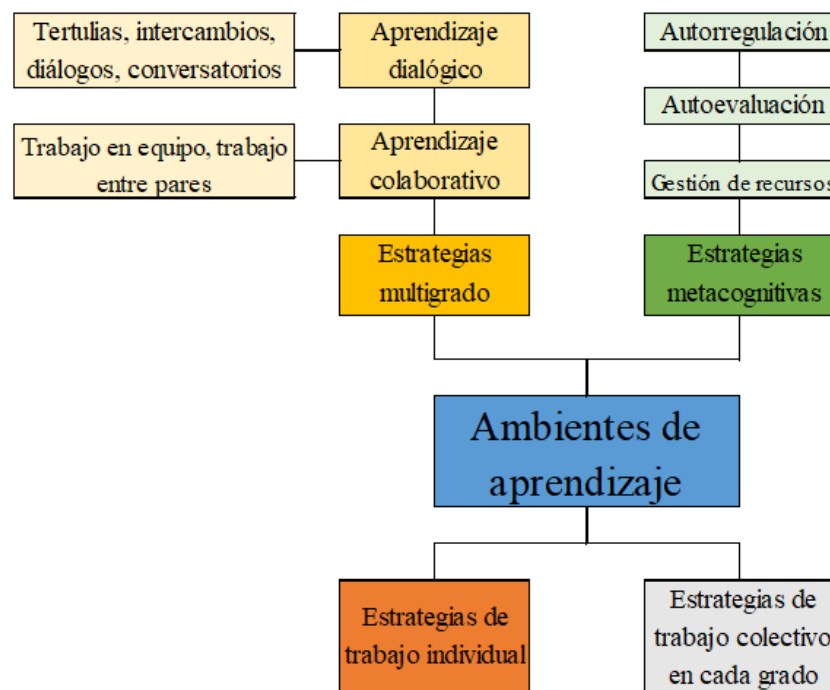 Tertulias, intercambios,
diálogos, conversatorios
Aprendizaje
dialógico
Autorregulación
Autoevaluación
Trabajo en equipo, trabajo
entre pares
Aprendizaje
colaborativo
Gestión de recursos
Estrategias
multigrado
Estrategias
metacognitivas
Ambientes de
aprendizaje
Estrategias de
trabajo individual
Estrategias de
trabajo colectivo
en cada grado